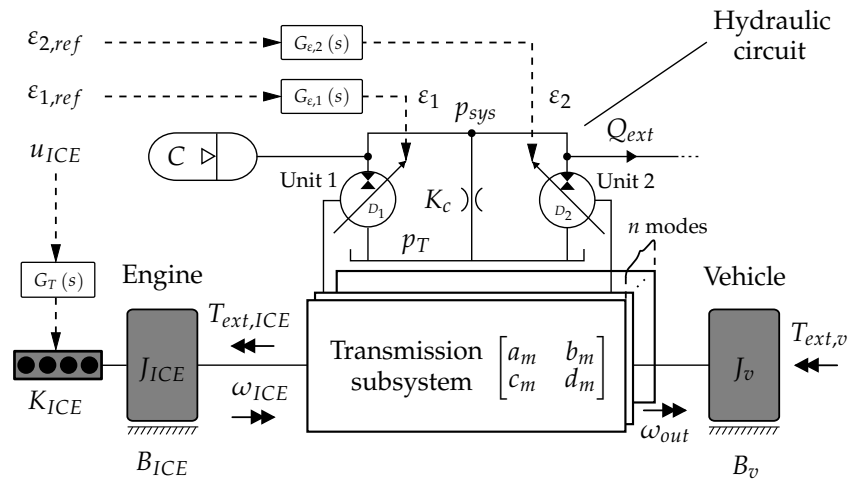 ε2,ref
Gε,2 (s)
Hydraulic
circuit
ε1,ref
Gε,1 (s)
ε1
psys
ε2
Qext
uICE
C
Unit 1
Unit 2
D1
Kc
D2
pT
n modes
GT (s)
Engine
Vehicle
Text,ICE
Text,v
JICE
Transmission
subsystem
[am bm
cm dm]
Jv
KICE
ωICE
ωout
BICE
Bv